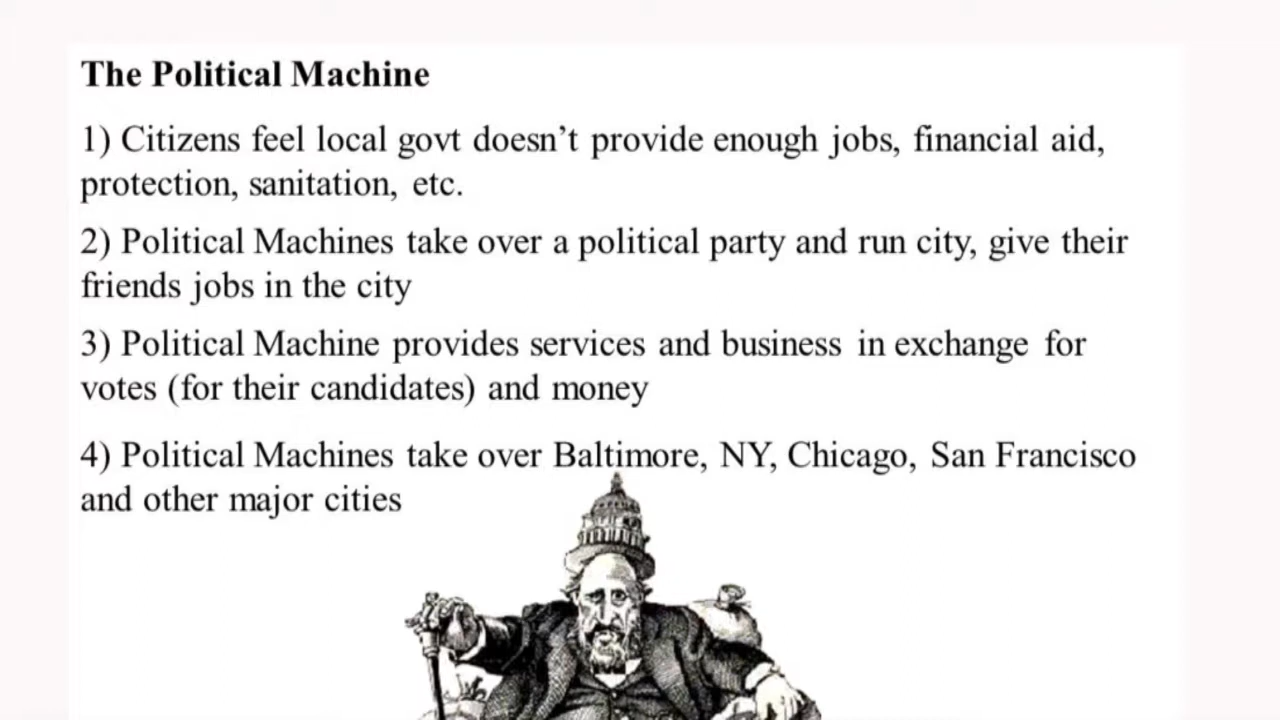 The Political Machine
1) Citizens feel local govt doesn’t provide enough jobs, financial aid,
protection, sanitation, etc.
2) Political Machines take over a political party and run city, give their
friends jobs in the city
3) Political Machine provides services and business in exchange for
votes (for their candidates) and money
4) Political Machines take over Baltimore, NY, Chicago, San Francisco
and other major cities